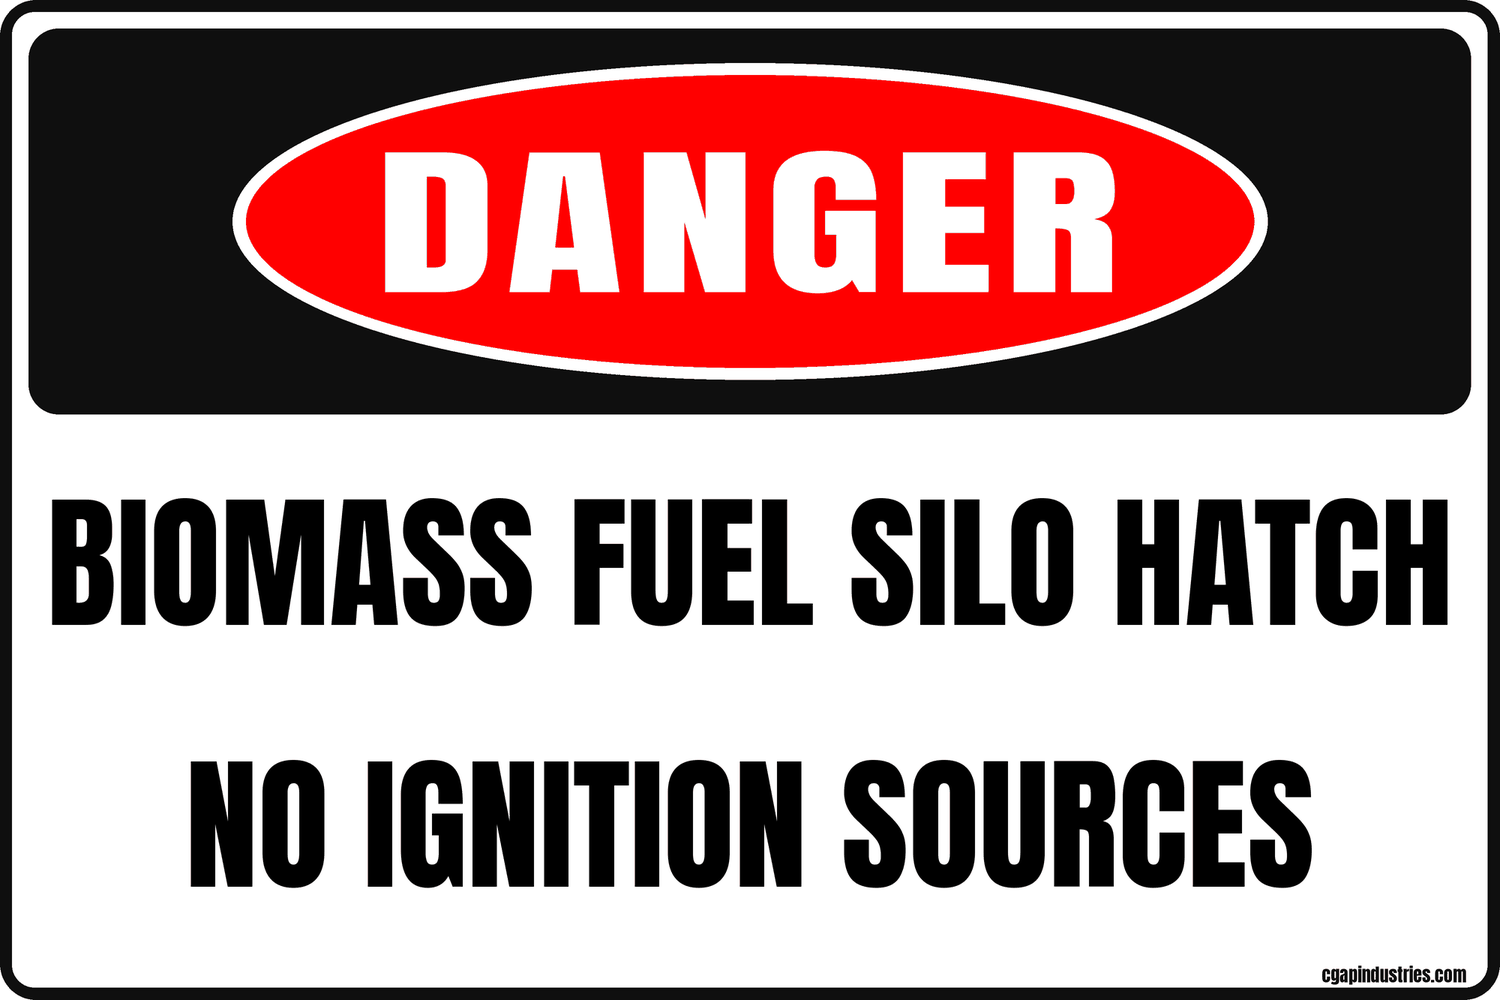 DANGER
BIOMASS FUEL SILO HATCH
NO IGNITION SOURCES
cgapindustries.com